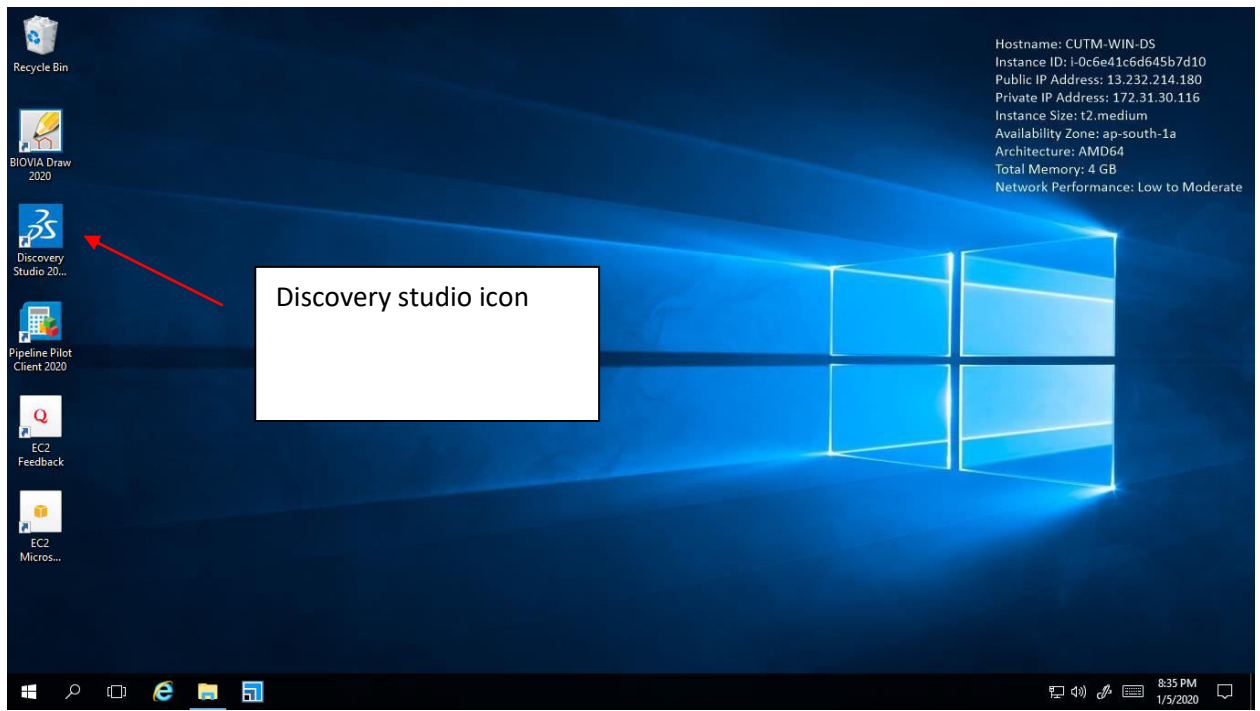 Recycle Bin
BIOVIA Draw
2020
Discovery
Studio 20...
Pipeline Pilot
Client 2020
Q
EC2
Feedback
EC2
Micros...
Discovery studio icon
Hostname: CUTM-WIN-DS
Instance ID: i-0c6e41c6d645b7d10
Public IP Address: 13.232.214.180
Private IP Address: 172.31.30.116
Instance Size: t2.medium
Availability Zone: ap-south-1a
Architecture: AMD64
Total Memory: 4 GB
Network Performance: Low to Moderate
8:35 PM
1/5/2020